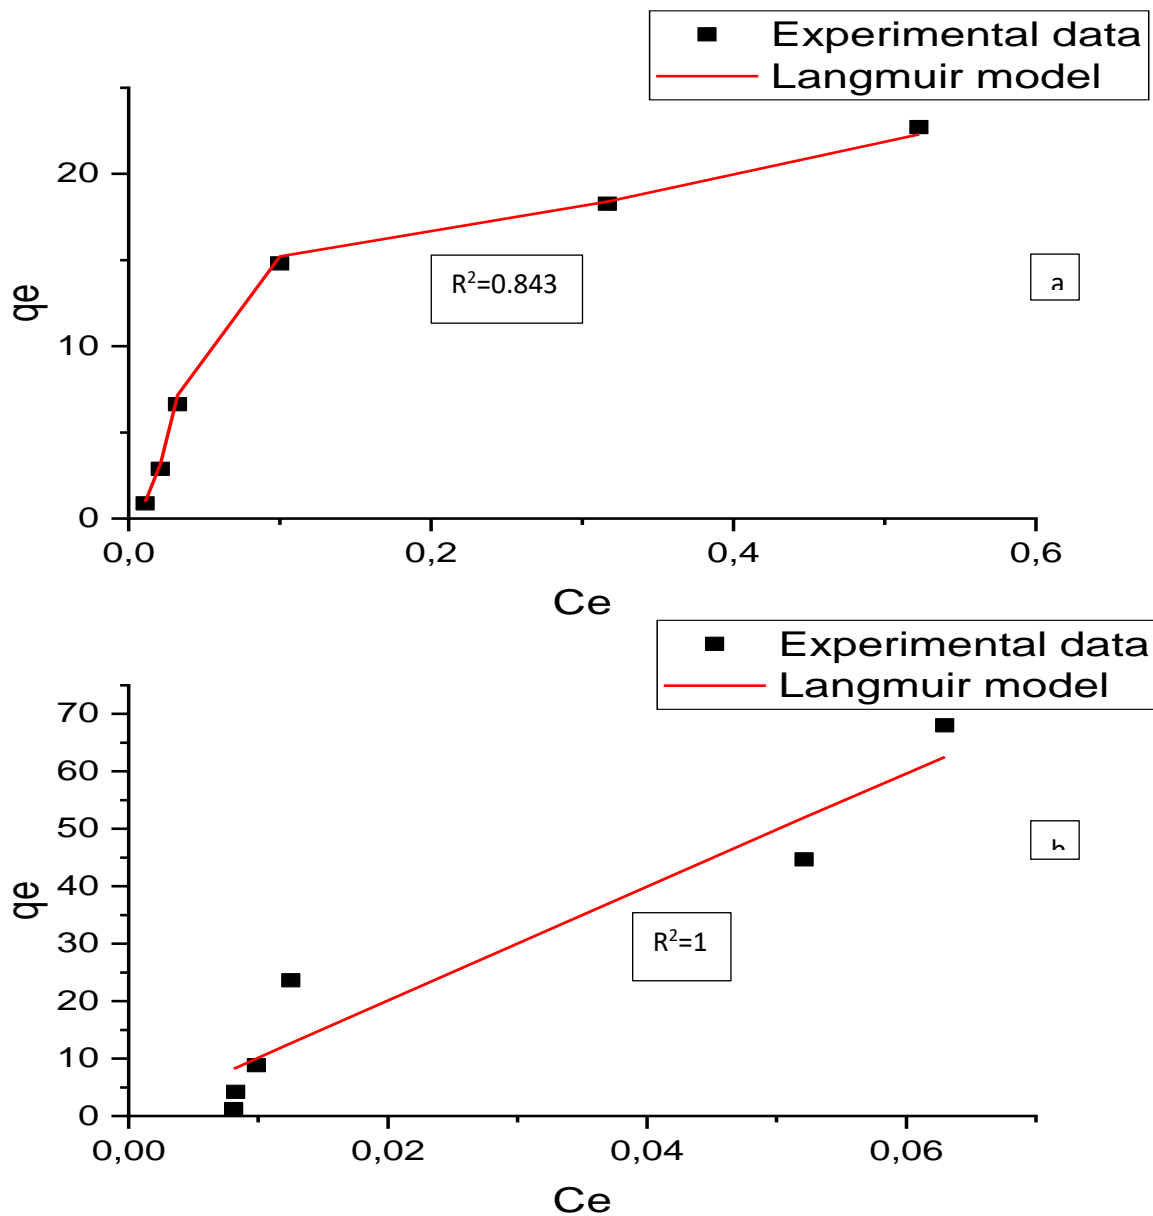 Experimental data
Langmuir model
20
10
0
qe
R²=0.843
a
0,0 0,2 0,4 0,6
Ce
Experimental data
Langmuir model
70
60
50
40
30
20
10
0
qe
R²=1
b
0,00 0,02 0,04 0,06
Ce